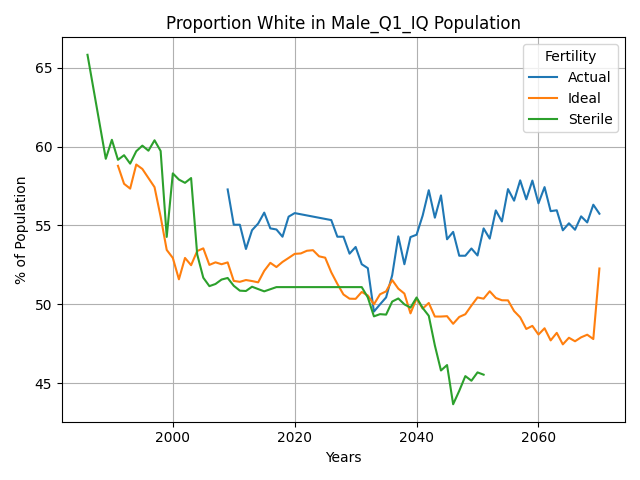 Proportion White in Male_Q1_IQ Population
% of Population
65
60
55
50
45
2000
2020
2040
2060
Years
Fertility
Actual
Ideal
Sterile